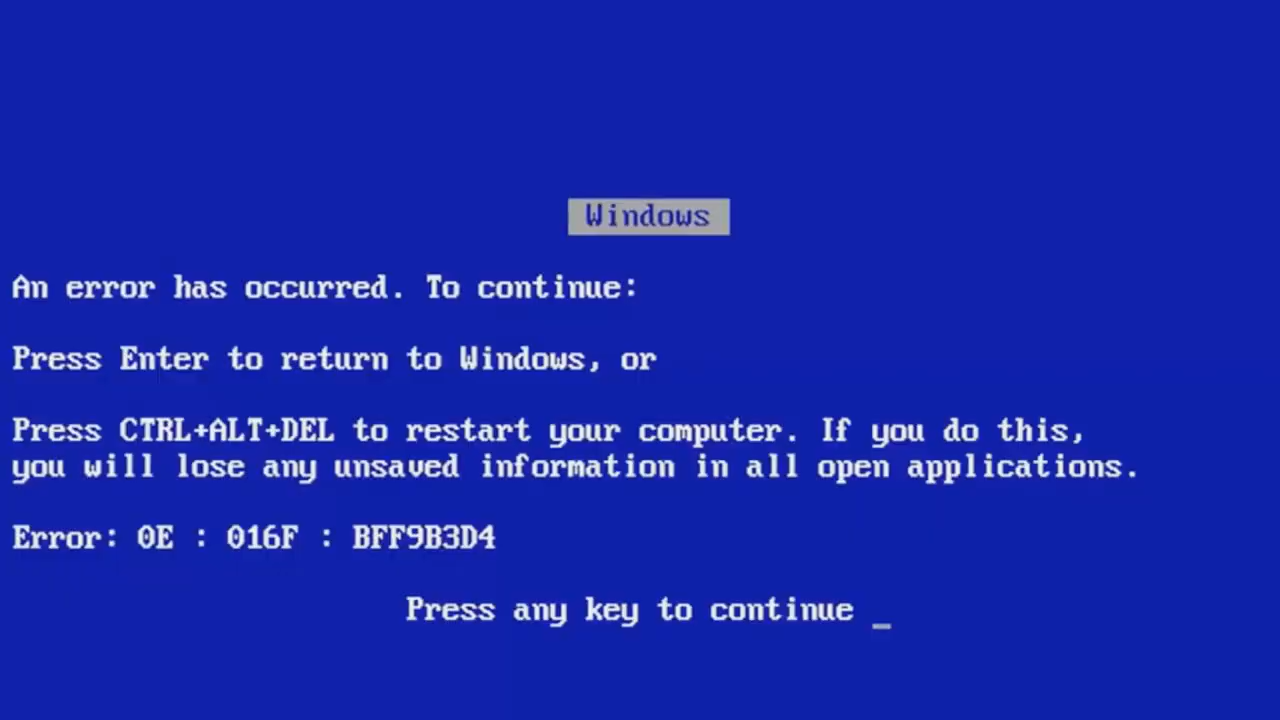 Windows
An error has occurred. To continue:
Press Enter to return to Windows, or
Press CTRL+ALT+DEL to restart your computer. If you do this,
you will lose any unsaved information in all open applications.
Error: 0E : 016F : BFF9B3D4
Press any key to continue _